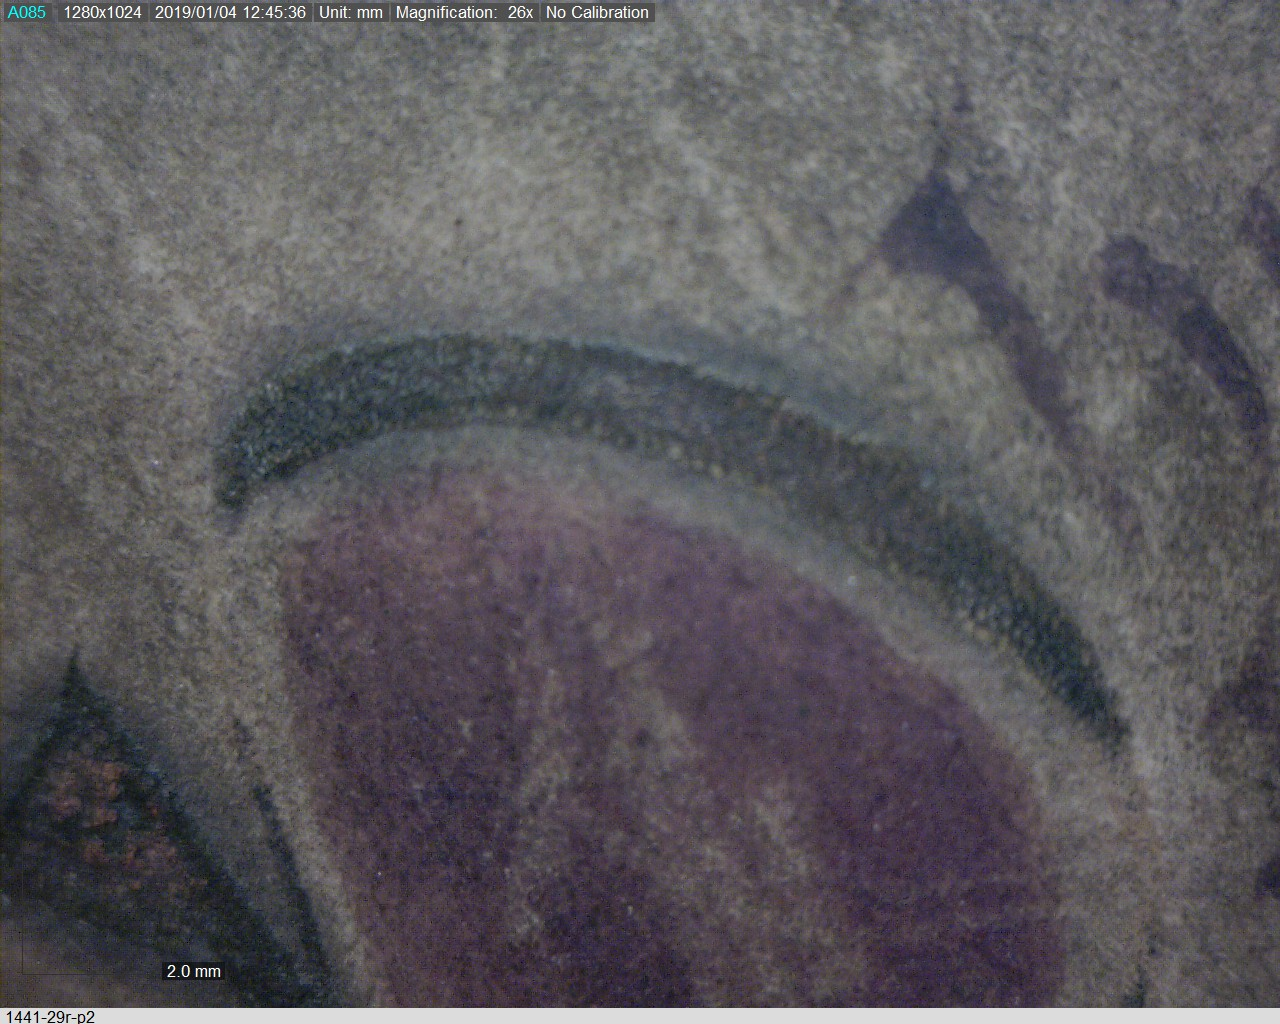 A085 1280x1024 2019/01/04 12:45:36 Unit: mm Magnification: 26x No Calibration
2.0 mm
1441-29r-p2